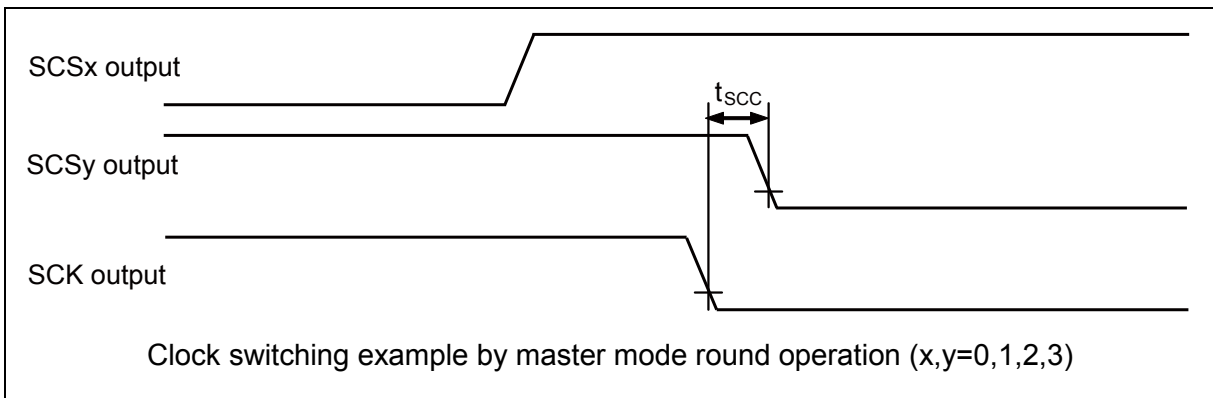 SCSx output
tSCC
SCSy output
SCK output
Clock switching example by master mode round operation (x,y=0,1,2,3)